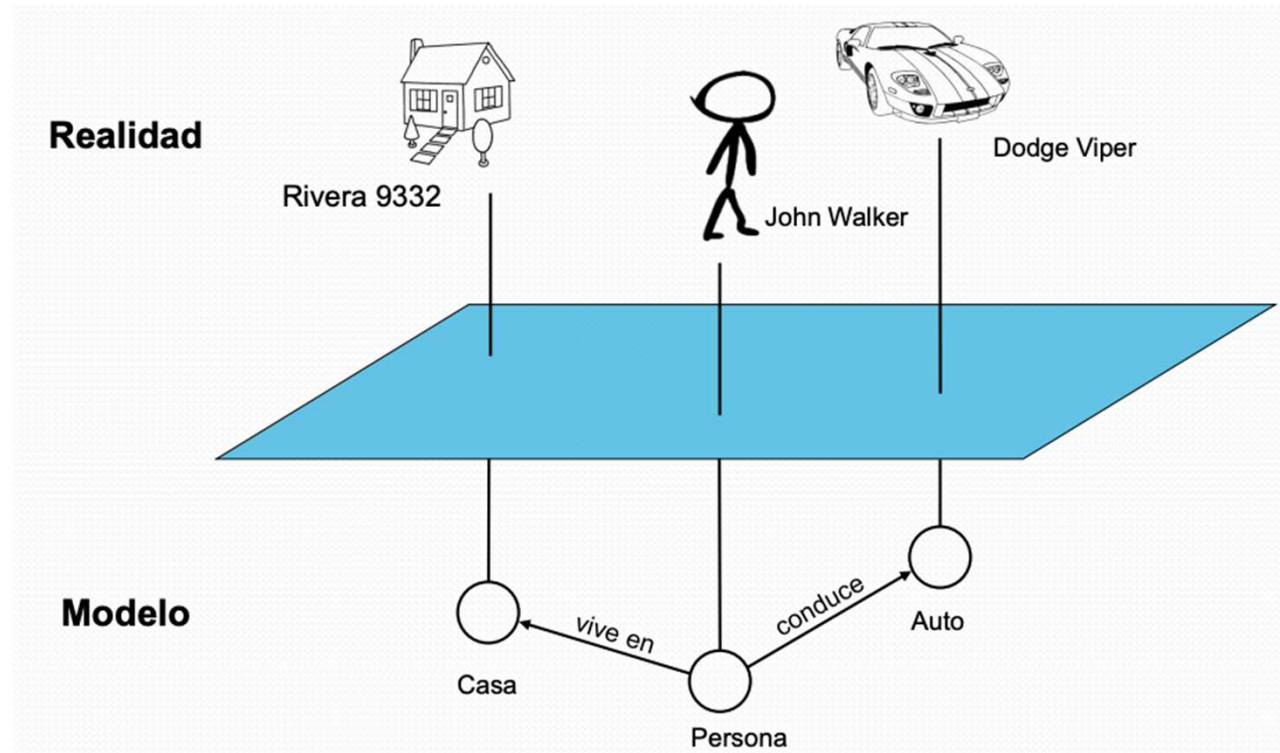 Realidad
Rivera 9332
John Walker
Dodge Viper
Modelo
vive en
conduce
Casa
Persona
Auto